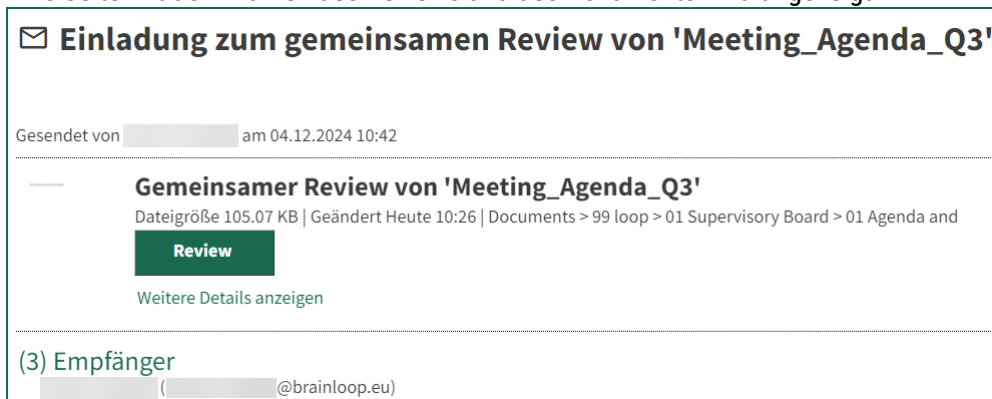 Einladung zum gemeinsamen Review von 'Meeting_Agenda_Q3'
Gesendet von am 04.12.2024 10:42
Gemeinsamer Review von 'Meeting_Agenda_Q3'
Dateigröße 105.07 KB | Geändert Heute 10:26 | Documents > 99 loop > 01 Supervisory Board > 01 Agenda and
Review
Weitere Details anzeigen
(3) Empfänger
( @brainloop.eu)